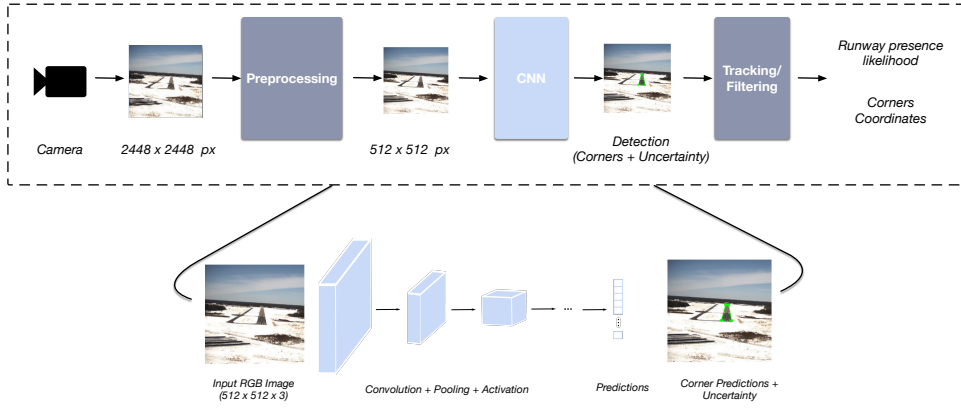 Preprocessing
CNN
Tracking/
Filtering
Runway presence
likelihood
Corners
Coordinates
Camera
2448 x 2448 px
512 x 512 px
Detection
(Corners + Uncertainty)
...
Input RGB Image
(512 x 512 x 3)
Convolution + Pooling + Activation
Predictions
Corner Predictions +
Uncertainty